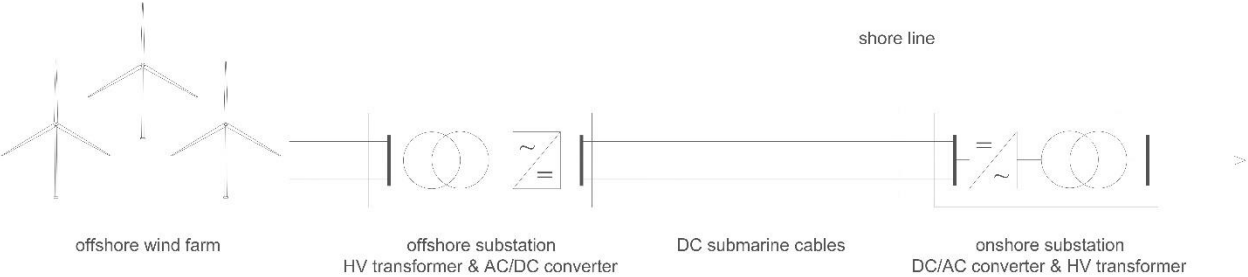 shore line
offshore wind farm
offshore substation
HV transformer & AC/DC converter
DC submarine cables
onshore substation
DC/AC converter & HV transformer